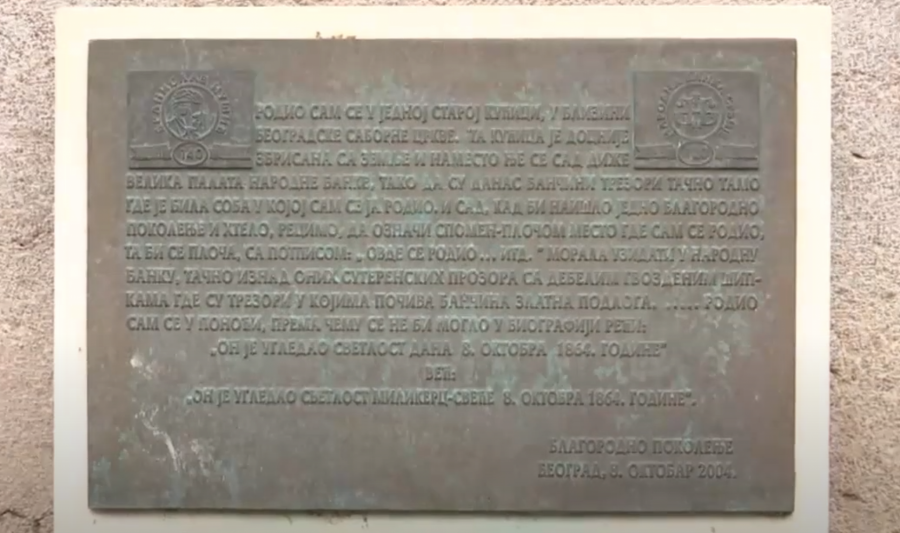 РОДИО САМ СЕ У ЈЕДНОЈ СТАРОЈ КУЋИЦИ, У БЛИЗИНИ
БЕОГРАДСКЕ САБОРНЕ ЦРКВЕ. ТА КУЋИЦА ЈЕ ДОЦНИЈЕ
ЗБРИСАНА СА ЗЕМЉЕ И НАМЕСТО ЊЕ СЕ САД ДИЖЕ
ВЕЛИКА ПАЛАТА НАРОДНЕ БАНКЕ, ТАКО ДА СУ ДАНАС БАНЧИНИ ТРЕЗОРИ ТАЧНО ТАМО
ГДЕ ЈЕ БИЛА СОБА У КОЈОЈ САМ СЕ ЈА РОДИО. И САД, КАД БИ НАИШЛО ЈЕДНО БЛАГОРОДНО
ПОКОЛЕЊЕ И ХТЕЛО, РЕЦИМО, ДА ОЗНАЧИ СПОМЕН-ПЛОЧОМ МЕСТО ГДЕ САМ СЕ РОДИО,
ТА БИ СЕ ПЛОЧА, СА ПОТПИСОМ: „ОВДЕ СЕ РОДИО... ИТД." МОРАЛА УЗИДАТИ У НАРОДНУ
БАНКУ, ТАЧНО ИЗНАД ОНИХ СУТЕРЕНСКИХ ПРОЗОРА СА ДЕБЕЛИМ ГВОЗДЕНИМ ШИП-
КАМА ГДЕ СУ ТРЕЗОРИ У КОЈИМА ПОЧИВА БАНЧИНА ЗЛАТНА ПОДЛОГА. ..... РОДИО
САМ СЕ У ПОНОЋИ, ПРЕМА ЧЕМУ СЕ НЕ БИ МОГЛО У БИОГРАФИЈИ РЕЋИ:
„ОН ЈЕ УГЛЕДАО СВЕТЛОСТ ДАНА 8. ОКТОБРА 1864. ГОДИНЕ"
ВЕЋ:
„ОН ЈЕ УГЛЕДАО СВЕТЛОСТ МИЛИКЕРЦ-СВЕЋЕ 8. ОКТОБРА 1864. ГОДИНЕ".
БЛАГОРОДНО ПОКОЛЕЊЕ
БЕОГРАД, 8. ОКТОБАР 2004.